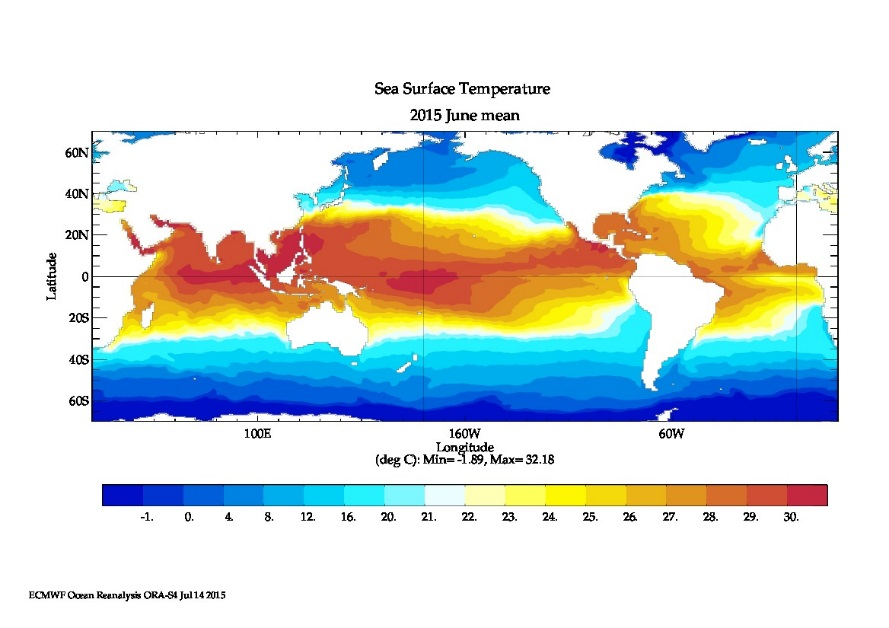 Sea Surface Temperature
2015 June mean
60N
40N
20N
0
20S
40S
60S
Latitude
100E 160W 60W
Longitude
(deg C): Min= -1.89, Max= 32.18
-1. 0. 4. 8. 12. 16. 20. 21. 22. 23. 24. 25. 26. 27. 28. 29. 30.
ECMWF Ocean Reanalysis ORA-S4 Jul 14 2015